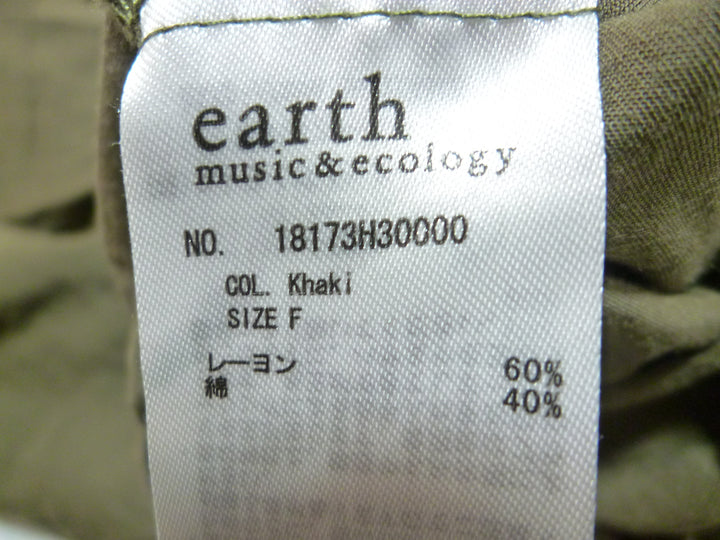 earth
music&ecology
NO. 18173H30000
COL. Khaki
SIZE F
レーヨン 60%
綿 40%